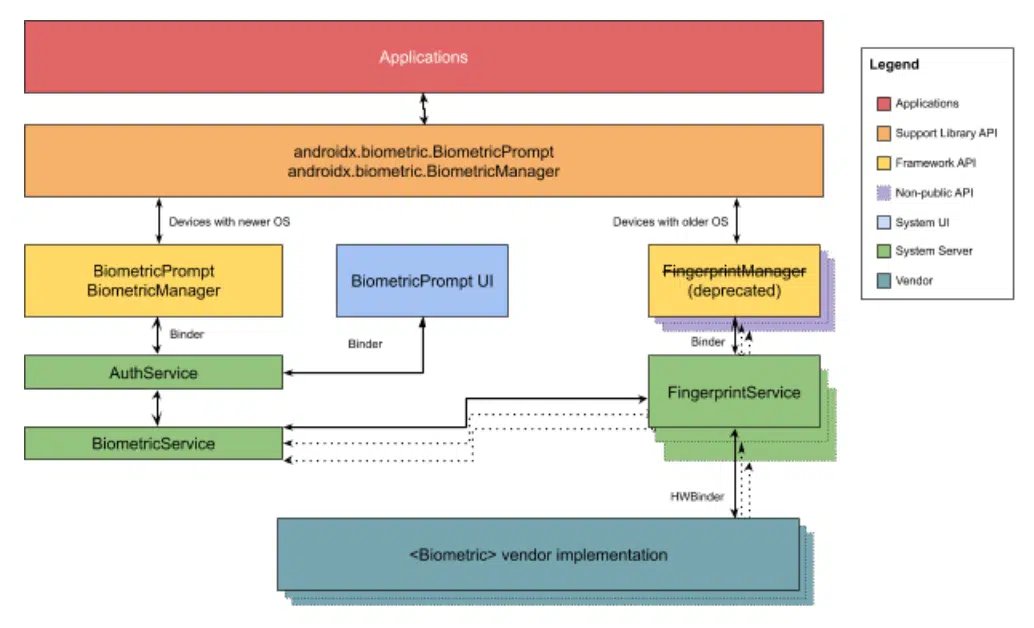 Applications
androidx.biometric.BiometricPrompt
androidx.biometric.BiometricManager
Devices with newer OS
Devices with older OS
BiometricPrompt
BiometricManager
BiometricPrompt UI
FingerprintManager
(deprecated)
Binder
Binder
Binder
AuthService
FingerprintService
BiometricService
HWBinder
<Biometric> vendor implementation
Legend
Applications
Support Library API
Framework API
Non-public API
System UI
System Server
Vendor